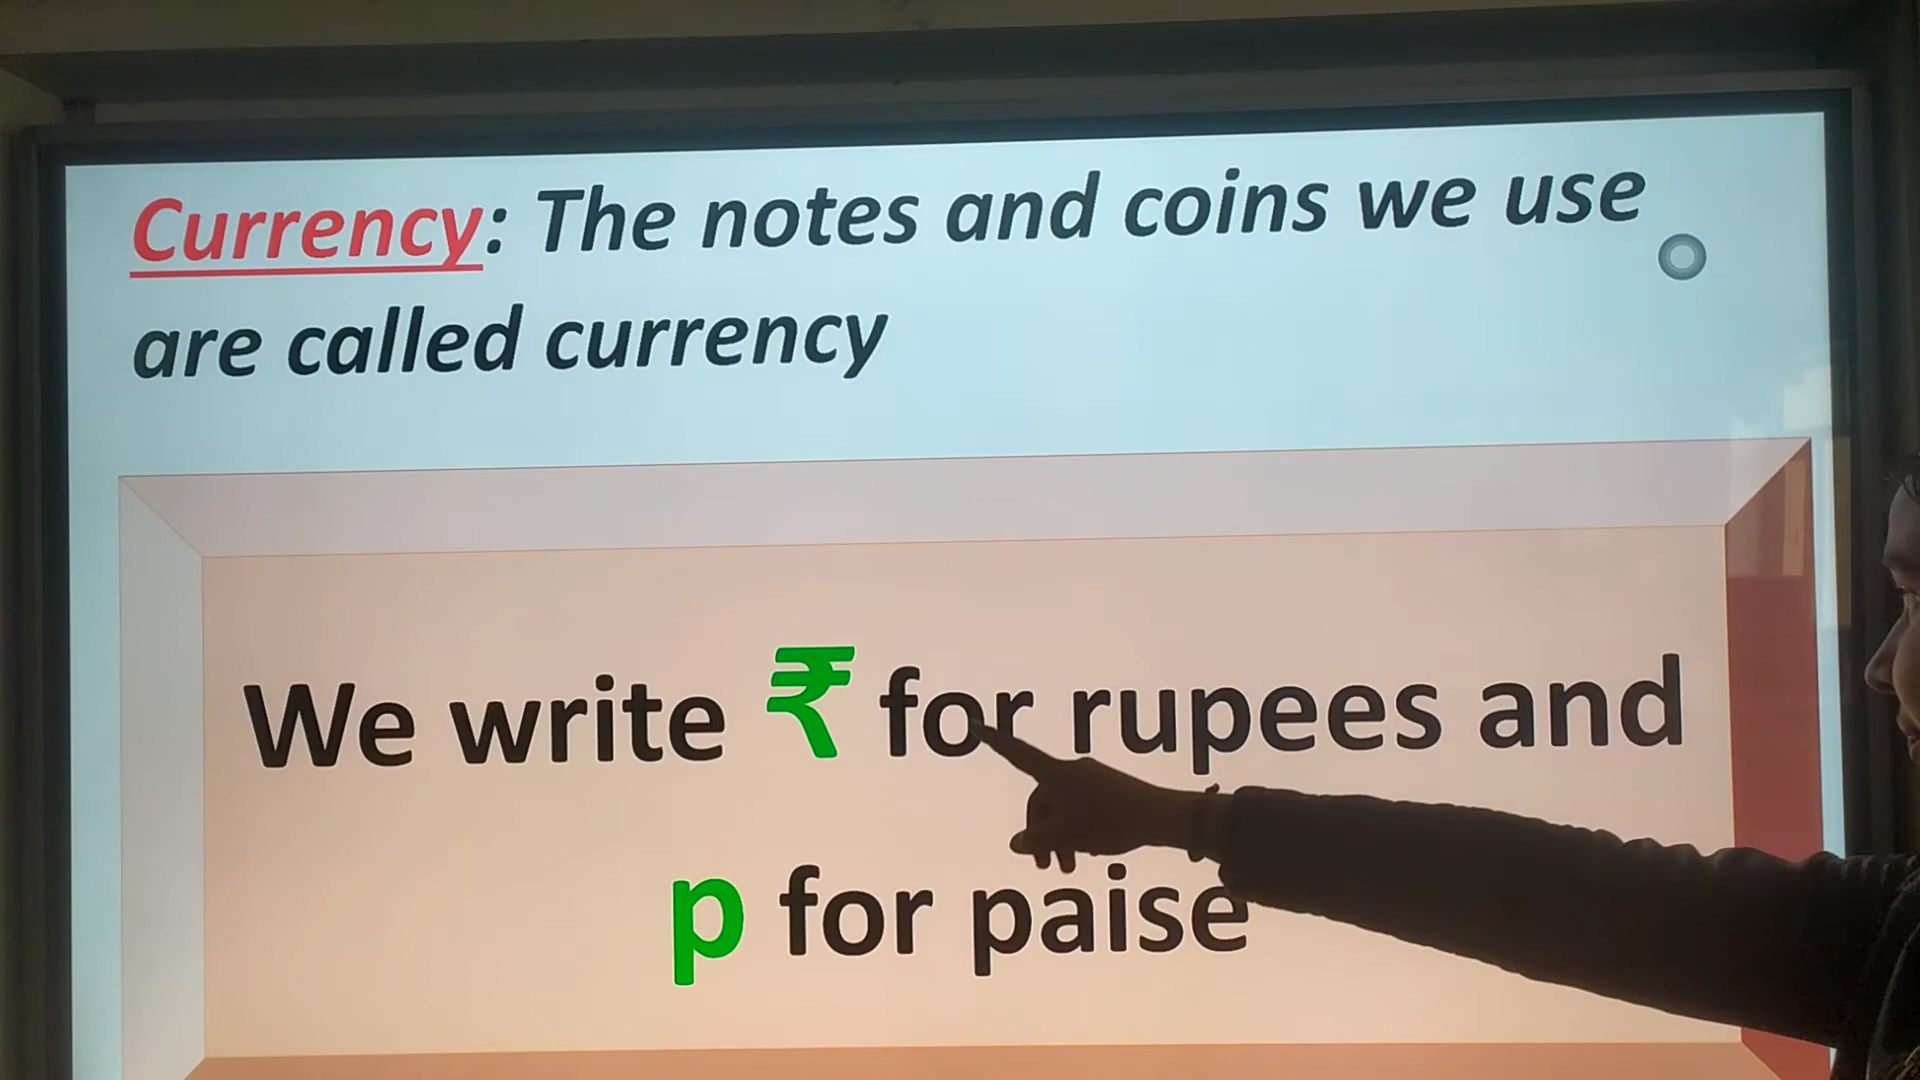 Currency: The notes and coins we use
are called currency
We write ₹ for rupees and
p for paise